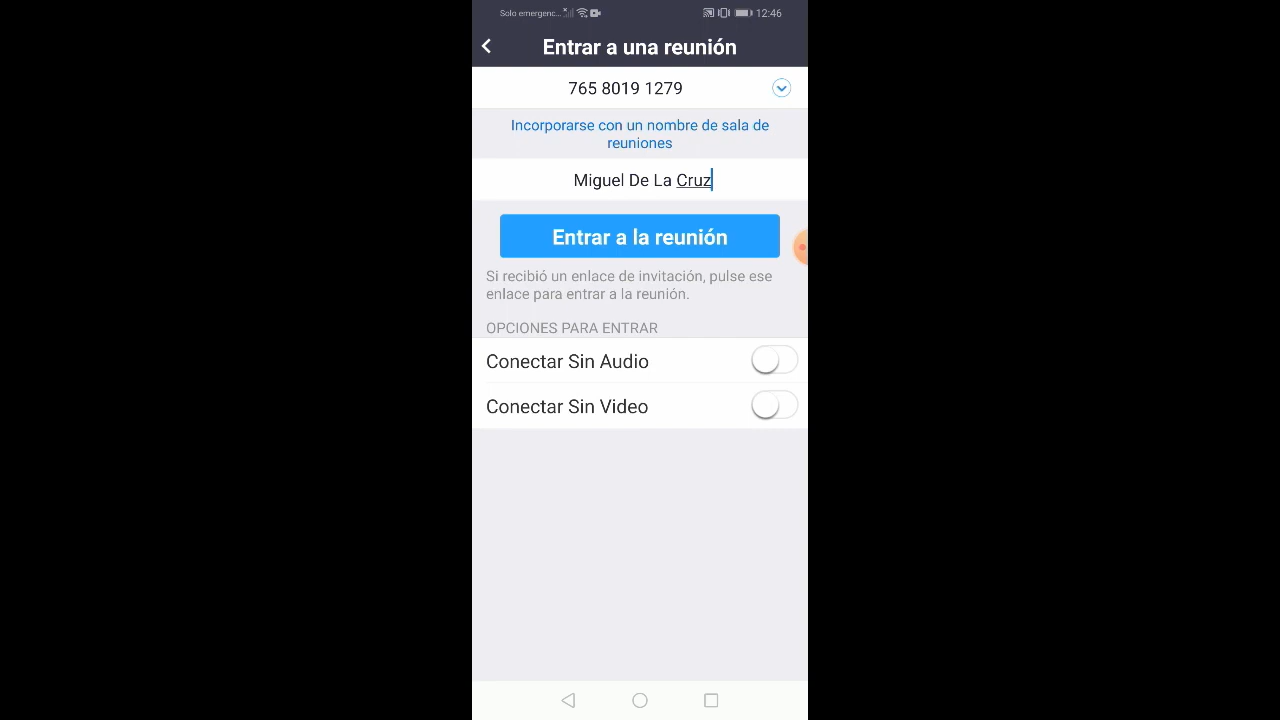 Solo emergenc... 12:46
Entrar a una reunión
765 8019 1279
Incorporarse con un nombre de sala de
reuniones
Miguel De La Cruz
Entrar a la reunión
Si recibió un enlace de invitación, pulse ese
enlace para entrar a la reunión.
OPCIONES PARA ENTRAR
Conectar Sin Audio
Conectar Sin Video